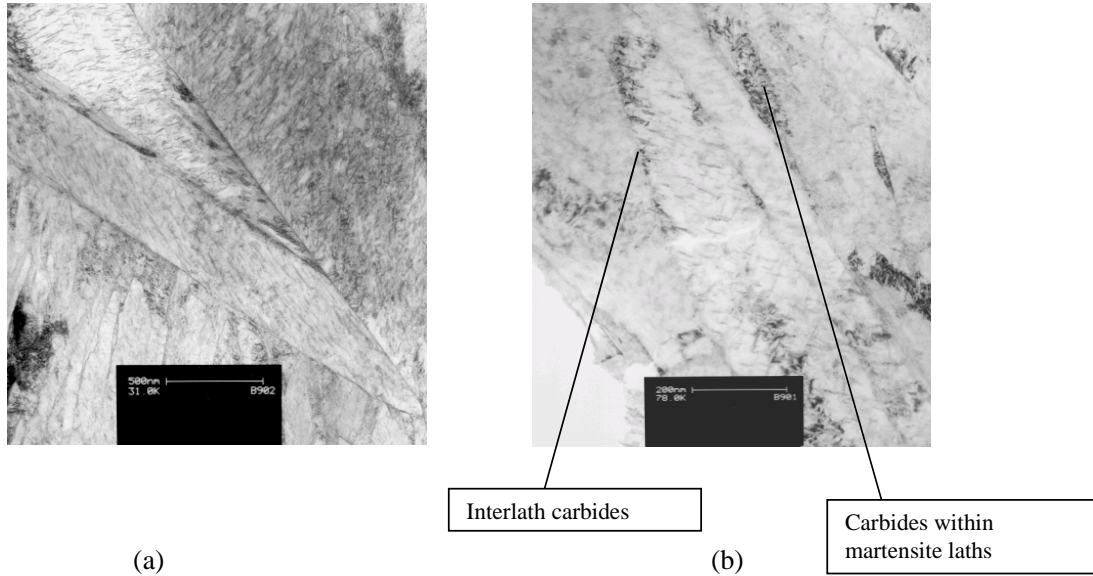 500nm
31.0K B902
200nm
78.0K B901
Interlath carbides
Carbides within
martensite laths
(a)
(b)